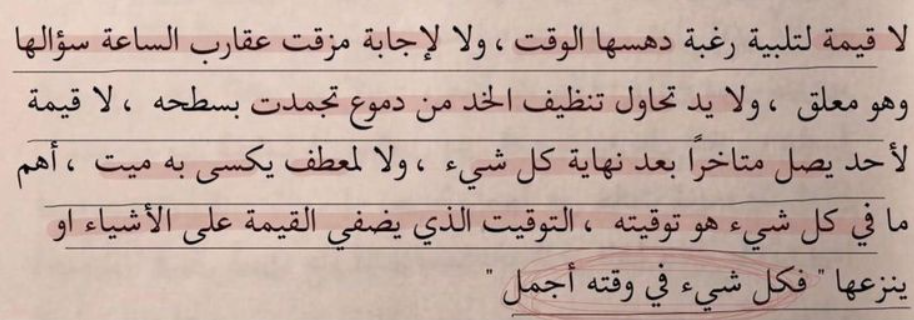 لا قيمة لتلبية رغبة دهسها الوقت ، ولا لإجابة مزقت عقارب الساعة سؤالها
وهو معلق ، ولا يد تحاول تنظيف الخد من دموع تجمدت بسطحه ، لا قيمة
لأحد يصل متاخراً بعد نهاية كل شيء ، ولا لمعطف يكسى به ميت ، أهم
ما في كل شيء هو توقيته ، التوقيت الذي يضفي القيمة على الأشياء او
ينزعها " فكل شيء في وقته أجمل "